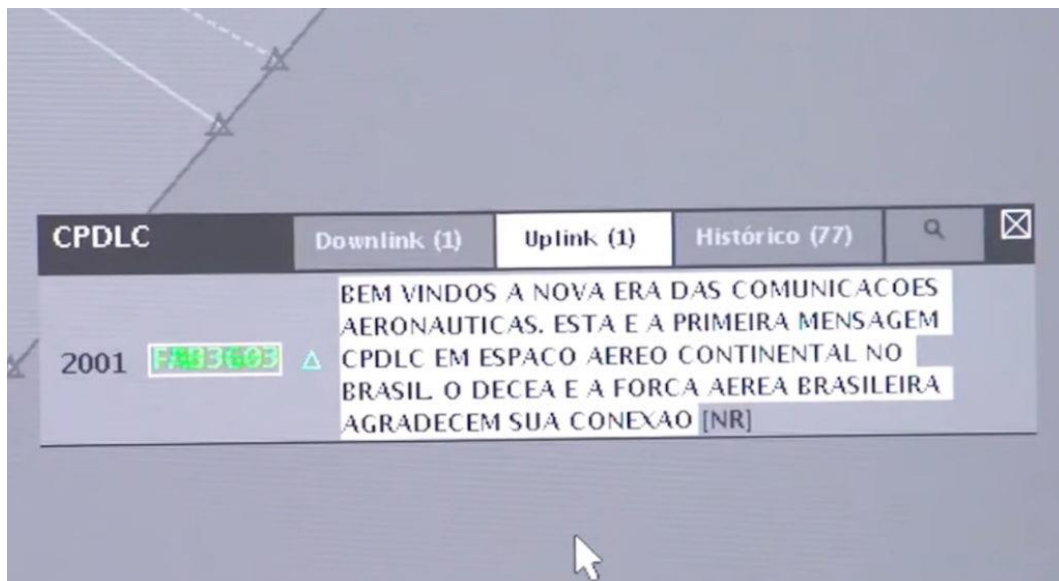 CPDLC
Downlink (1)
Uplink (1)
Histórico (77)
BEM VINDOS A NOVA ERA DAS COMUNICACOES
AERONAUTICAS. ESTA E A PRIMEIRA MENSAGEM
2001
CPDLC EM ESPACO AEREO CONTINENTAL NO
BRASIL. O DECEA E A FORCA AEREA BRASILEIRA
AGRADECEM SUA CONEXAO [NR]